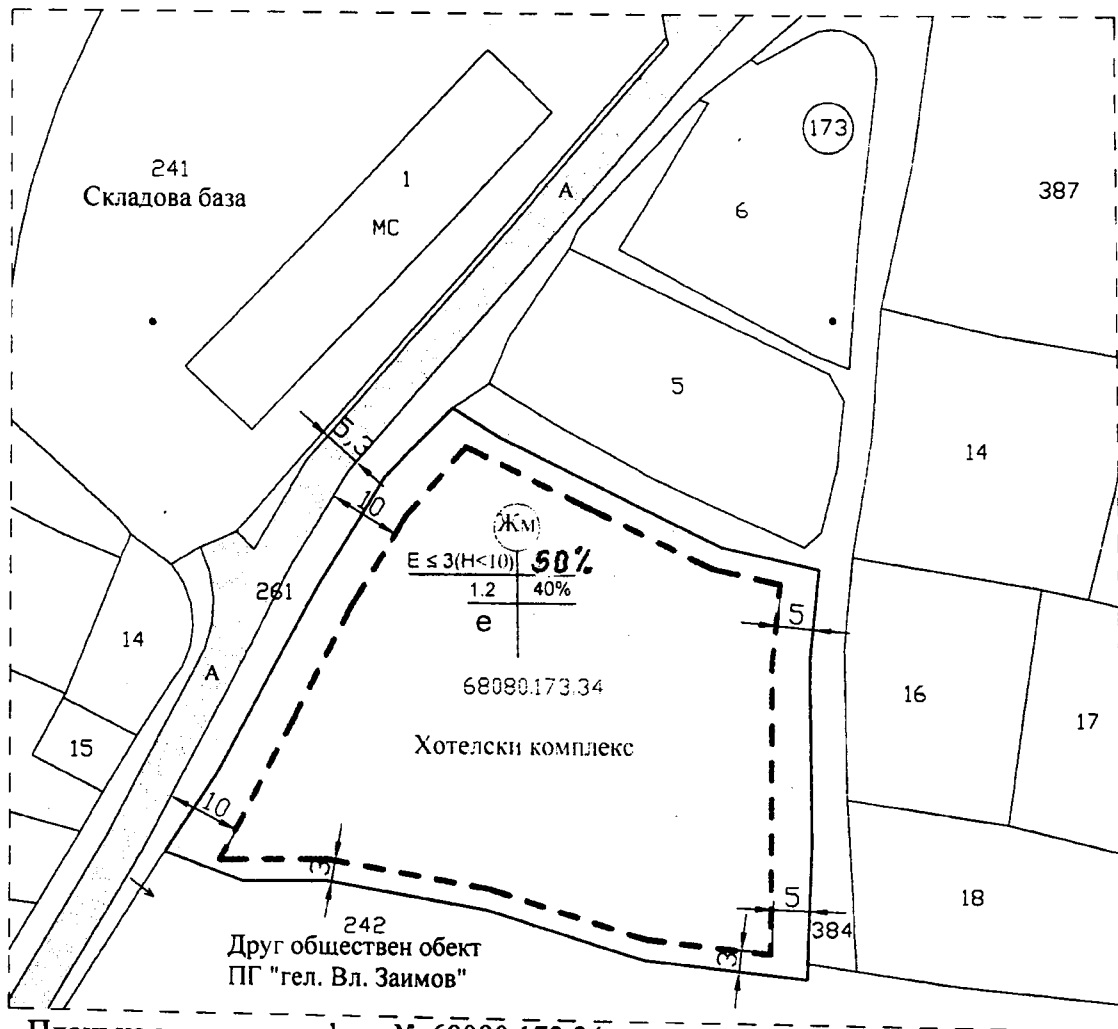 173
241
Складова база
1
МС
А
6
387
5
14
5,3
10
Жм
E ≤ 3(H<10) 50%
1.2 40%
е
261
5
14
А
68080.173.34
16
17
15
Хотелски комплекс
10
3
5
18
242
384
Друг обществен обект
3
ПГ "гел. Вл. Заимов"